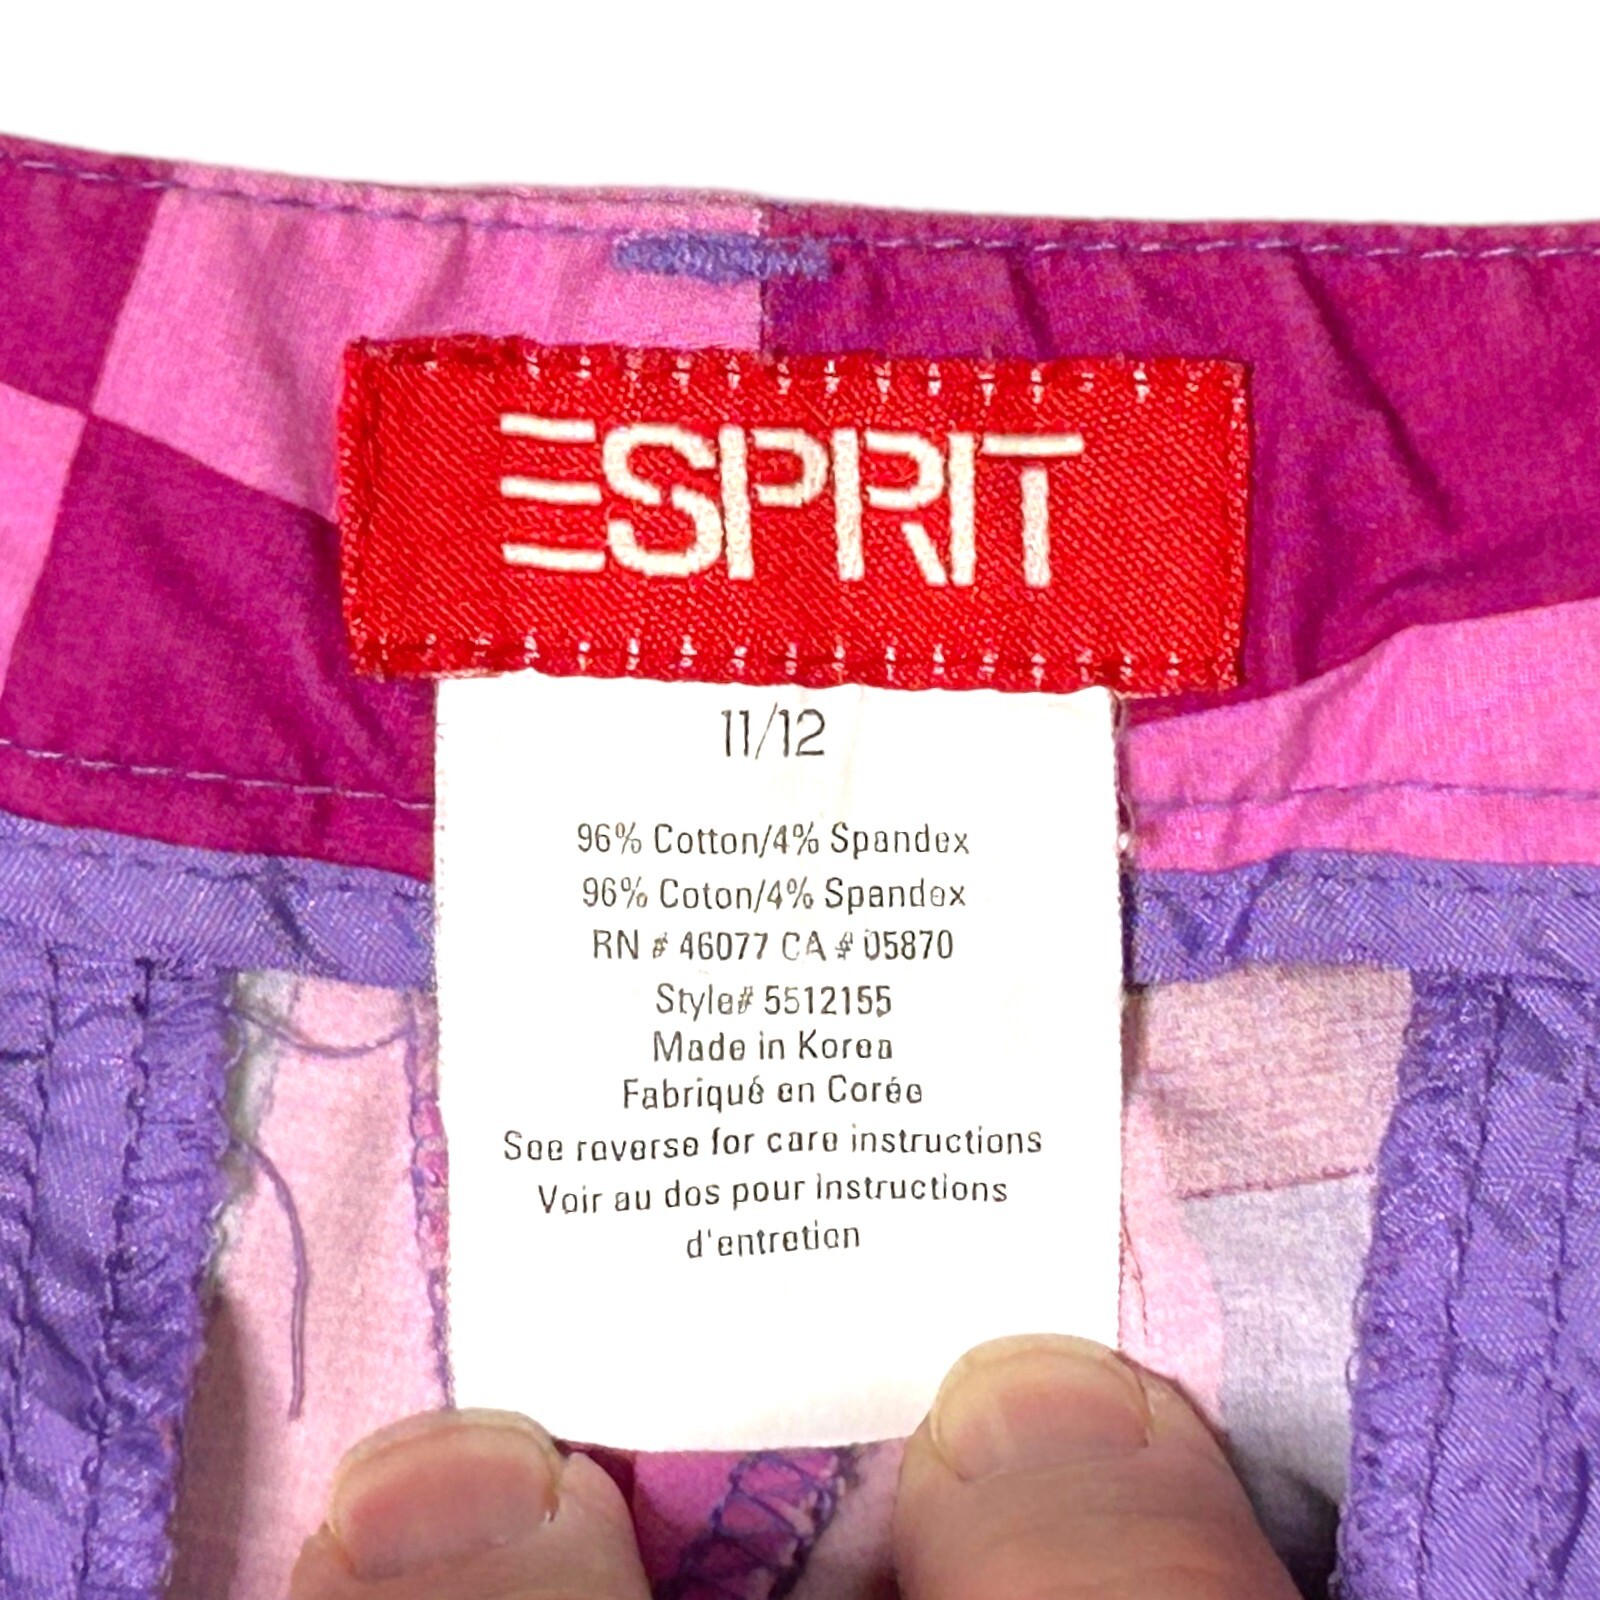 ESPRIT
11/12
96% Cotton/4% Spandex
96% Coton/4% Spandex
RN # 46077 CA # 05870
Style# 5512155
Made in Korea
Fabriqué en Corée
See reverse for care instructions
Voir au dos pour instructions
d'entretien